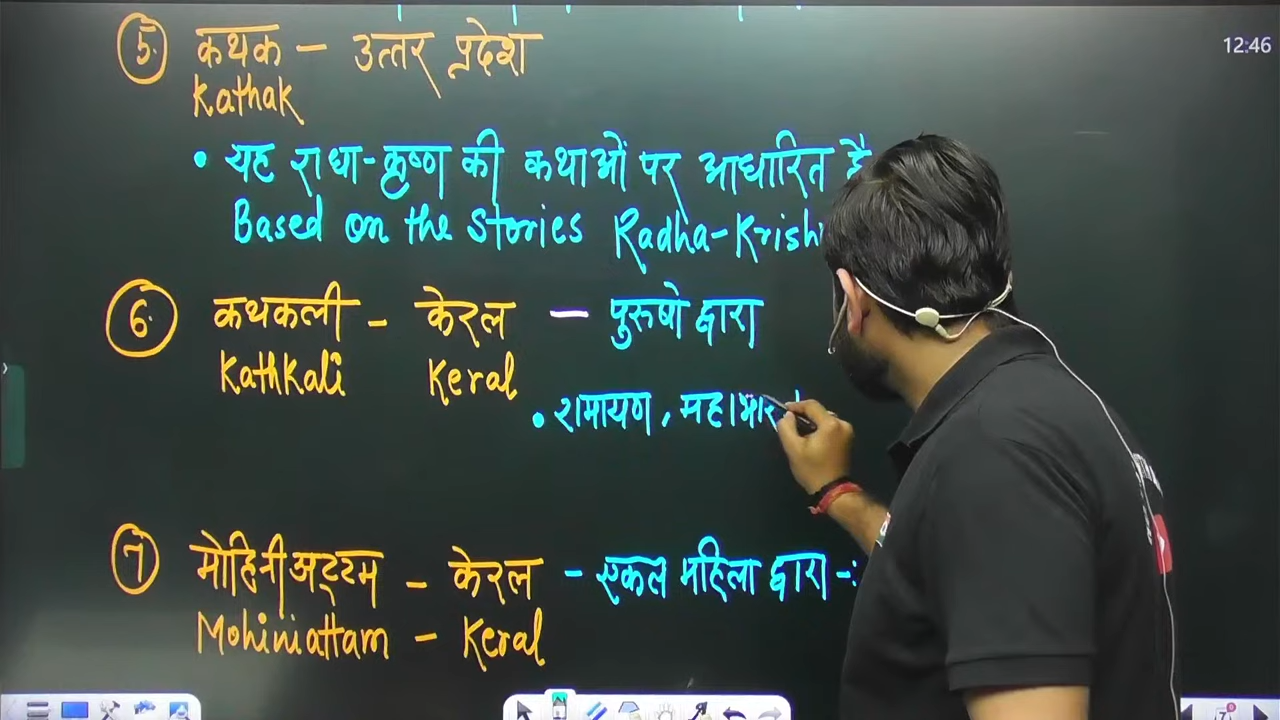 12:46
5 कथक – उत्तर प्रदेश
Kathak
• यह राधा-कृष्ण की कथाओं पर आधारित है
Based on the Stories Radha-Krish
6. कथकली – केरल – पुरुषो द्वारा
KathKali Keral
• रामायण, महाभार
7 मोहिनीअट्टम – केरल – एकल महिला द्वारा -:
Mohiniattam – Keral